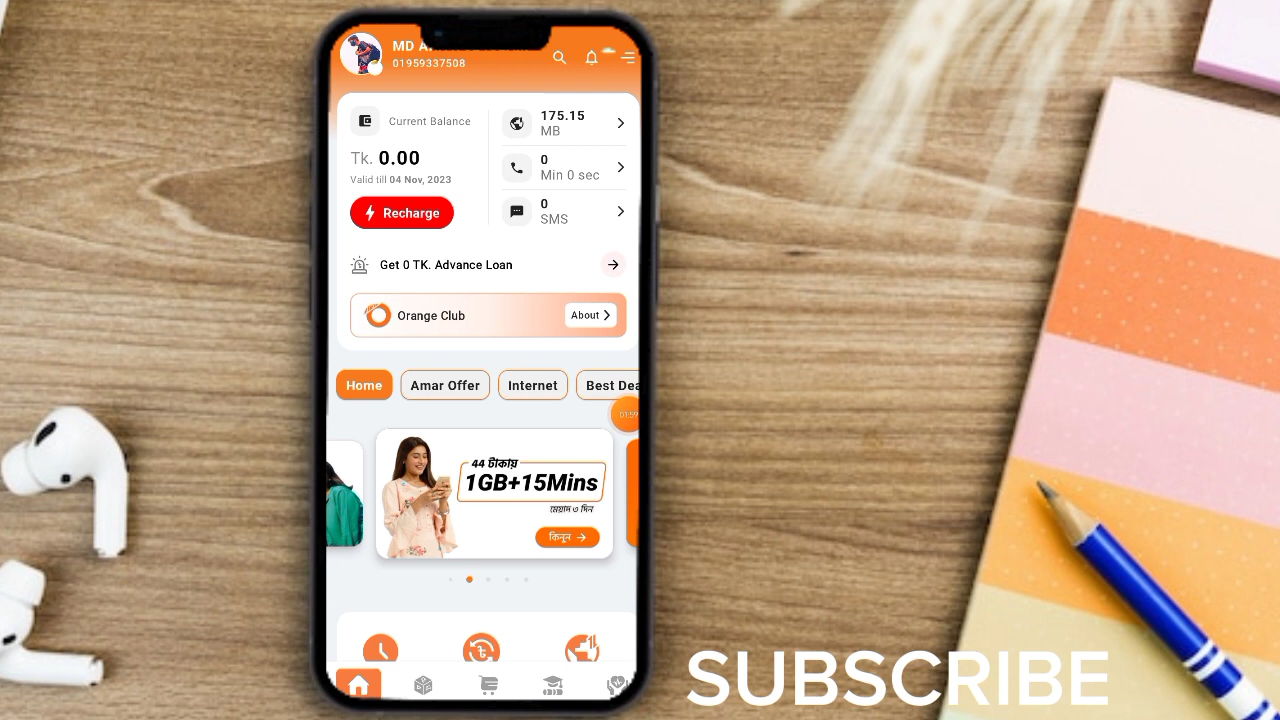 MD A
01959337508
Current Balance
Tk. 0.00
Valid till 04 Nov, 2023
Recharge
175.15
MB
0
Min 0 sec
0
SMS
Get 0 TK. Advance Loan
Orange Club
About
Home
Amar Offer
Internet
Best Dea
01:59
44 টাকায়
1GB+15Mins
মেয়াদ ৩ দিন
কিনুন
SUBSCRIBE